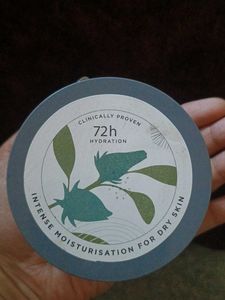 CLINICALLY PROVEN
72h
HYDRATION
INTENSE MOISTURISATION FOR DRY SKIN